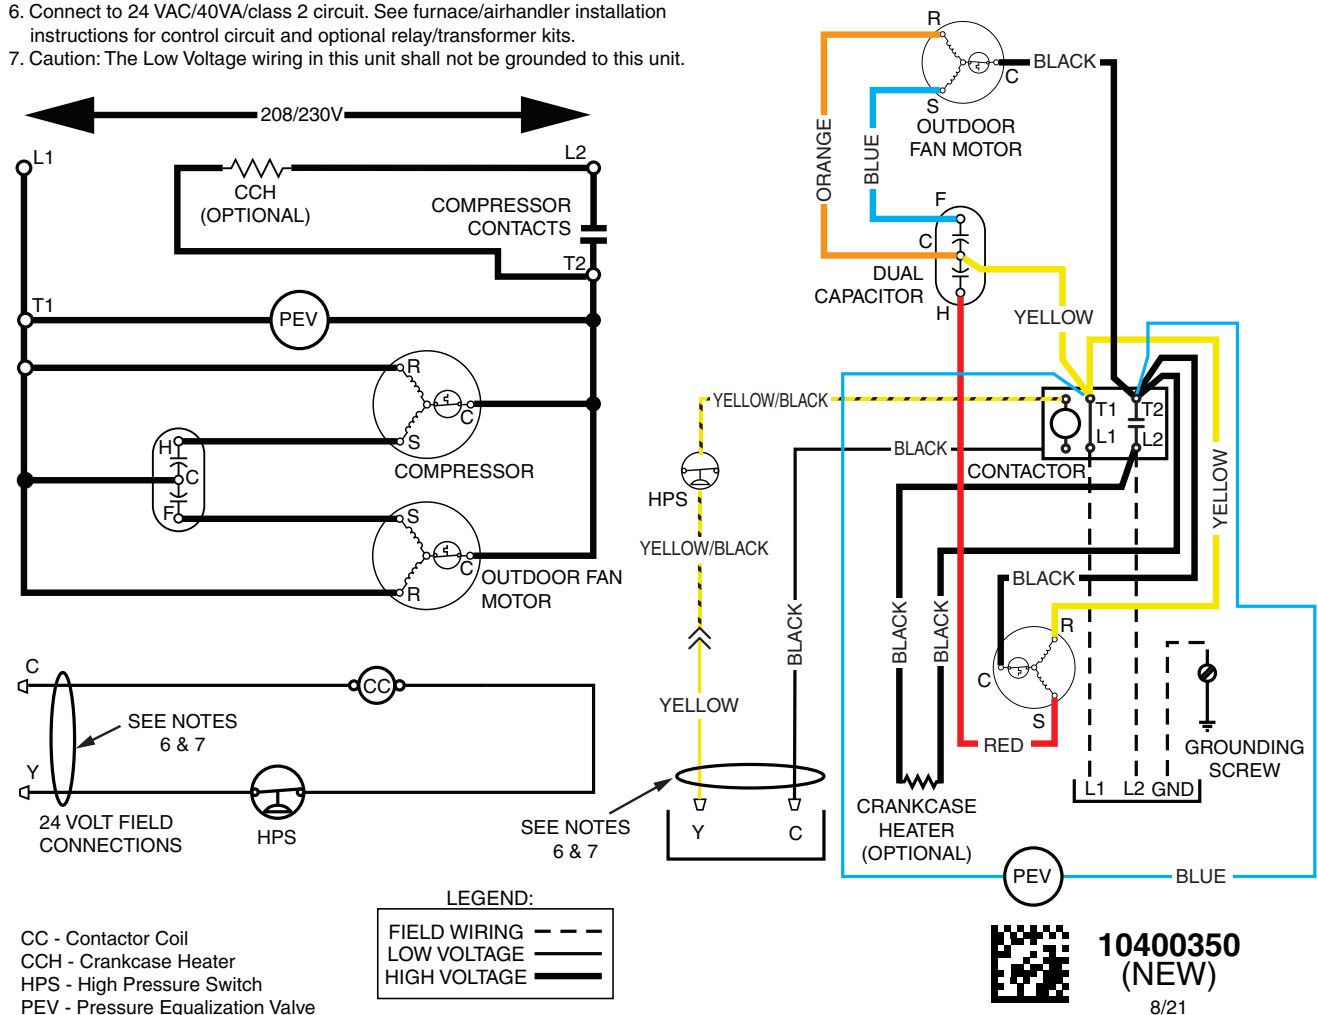 6. Connect to 24 VAC/40VA/class 2 circuit. See furnace/airhandler installation
instructions for control circuit and optional relay/transformer kits.
7. Caution: The Low Voltage wiring in this unit shall not be grounded to this unit.
208/230V
L1
L2
CCH
(OPTIONAL)
COMPRESSOR
CONTACTS
T2
T1
PEV
R
C
S
COMPRESSOR
H
C
F
S
C
R
OUTDOOR FAN
MOTOR
C
CC
SEE NOTES
6 & 7
Y
HPS
24 VOLT FIELD
CONNECTIONS
R
C
S
BLACK
OUTDOOR
FAN MOTOR
ORANGE
BLUE
F
C
H
DUAL
CAPACITOR
YELLOW
YELLOW/BLACK
T1
T2
L1
L2
CONTACTOR
BLACK
HPS
YELLOW/BLACK
YELLOW
BLACK
BLACK
BLACK
BLACK
YELLOW
R
C
S
RED
YELLOW
GROUNDING
SCREW
L1
L2
GND
CRANKCASE
HEATER
(OPTIONAL)
SEE NOTES
6 & 7
Y
C
PEV
BLUE
LEGEND:
FIELD WIRING
LOW VOLTAGE
HIGH VOLTAGE
CC - Contactor Coil
CCH - Crankcase Heater
HPS - High Pressure Switch
PEV - Pressure Equalization Valve
10400350
(NEW)
8/21